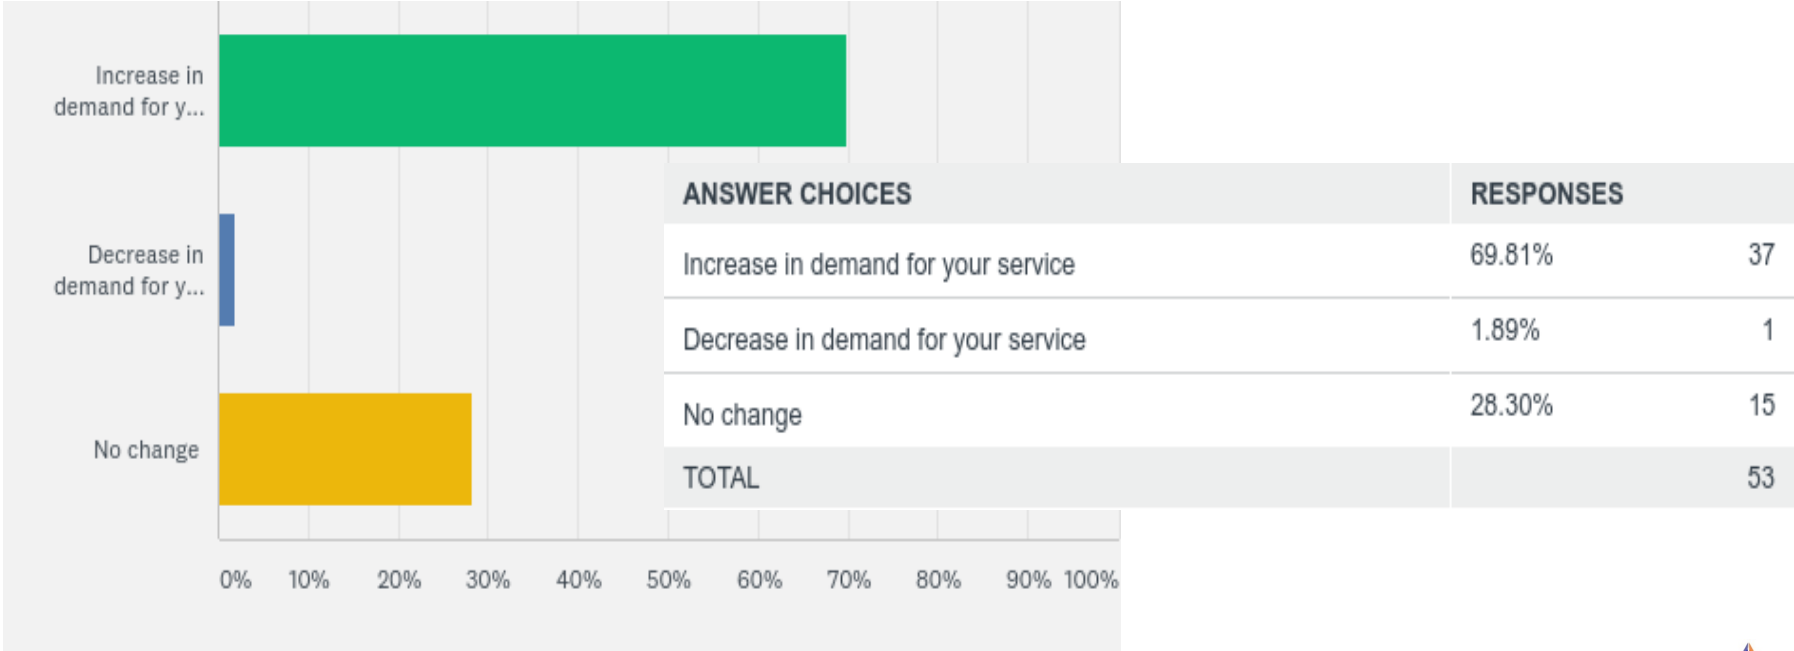 Increase in
demand for y...
Decrease in
demand for y...
No change
0% 10% 20% 30% 40% 50% 60% 70% 80% 90% 100%
ANSWER CHOICES RESPONSES
Increase in demand for your service 69.81% 37
Decrease in demand for your service 1.89% 1
No change 28.30% 15
TOTAL 53